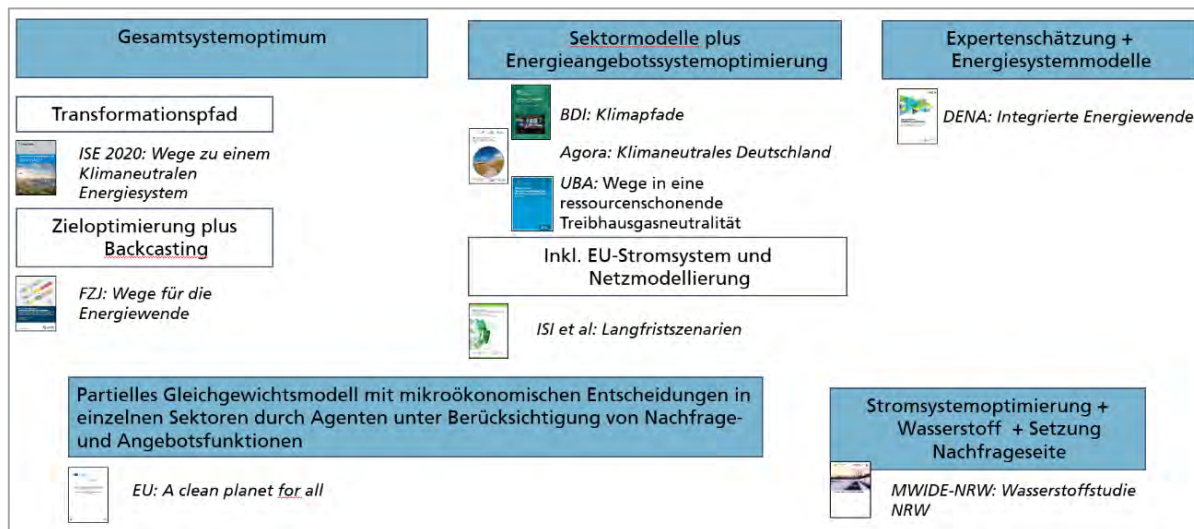 Gesamtsystemoptimum
Transformationspfad
ISE 2020: Wege zu einem
Klimaneutralen
Energiesystem
Zieloptimierung plus
Backcasting
FZJ: Wege für die
Energiewende
Sektormodelle plus
Energieangebotssystemoptimierung
BDI: Klimapfade
Agora: Klimaneutrales Deutschland
UBA: Wege in eine
ressourcenschonende
Treibhausgasneutralität
Inkl. EU-Stromsystem und
Netzmodellierung
ISI et al: Langfristszenarien
Expertenschätzung +
Energiesystemmodelle
DENA: Integrierte Energiewende
Partielles Gleichgewichtsmodell mit mikroökonomischen Entscheidungen in
einzelnen Sektoren durch Agenten unter Berücksichtigung von Nachfrage-
und Angebotsfunktionen
EU: A clean planet for all
Stromsystemoptimierung +
Wasserstoff + Setzung
Nachfrageseite
MWIDE-NRW: Wasserstoffstudie
NRW